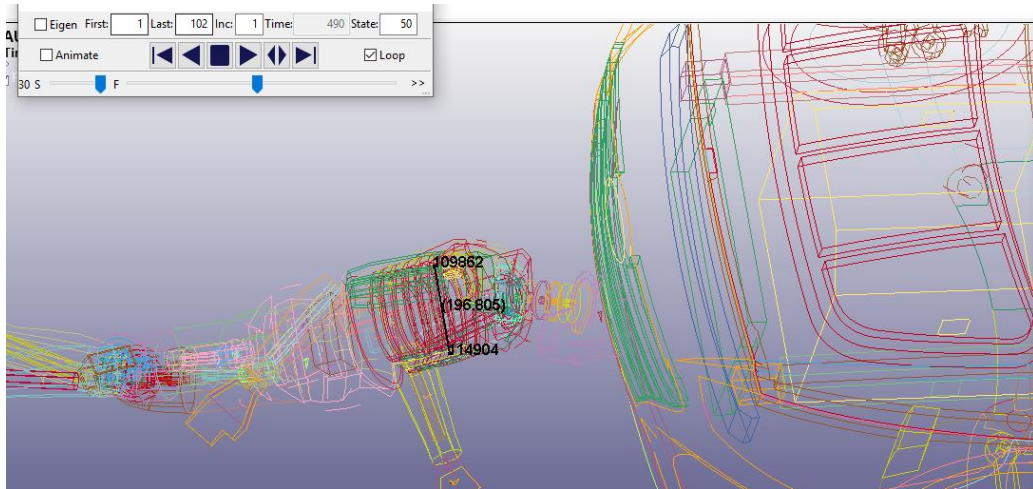 Eigen First: 1 Last: 102 Inc: 1 Time: 490 State: 50
Animate Loop
30 S F >>
109862
(196.805)
114904